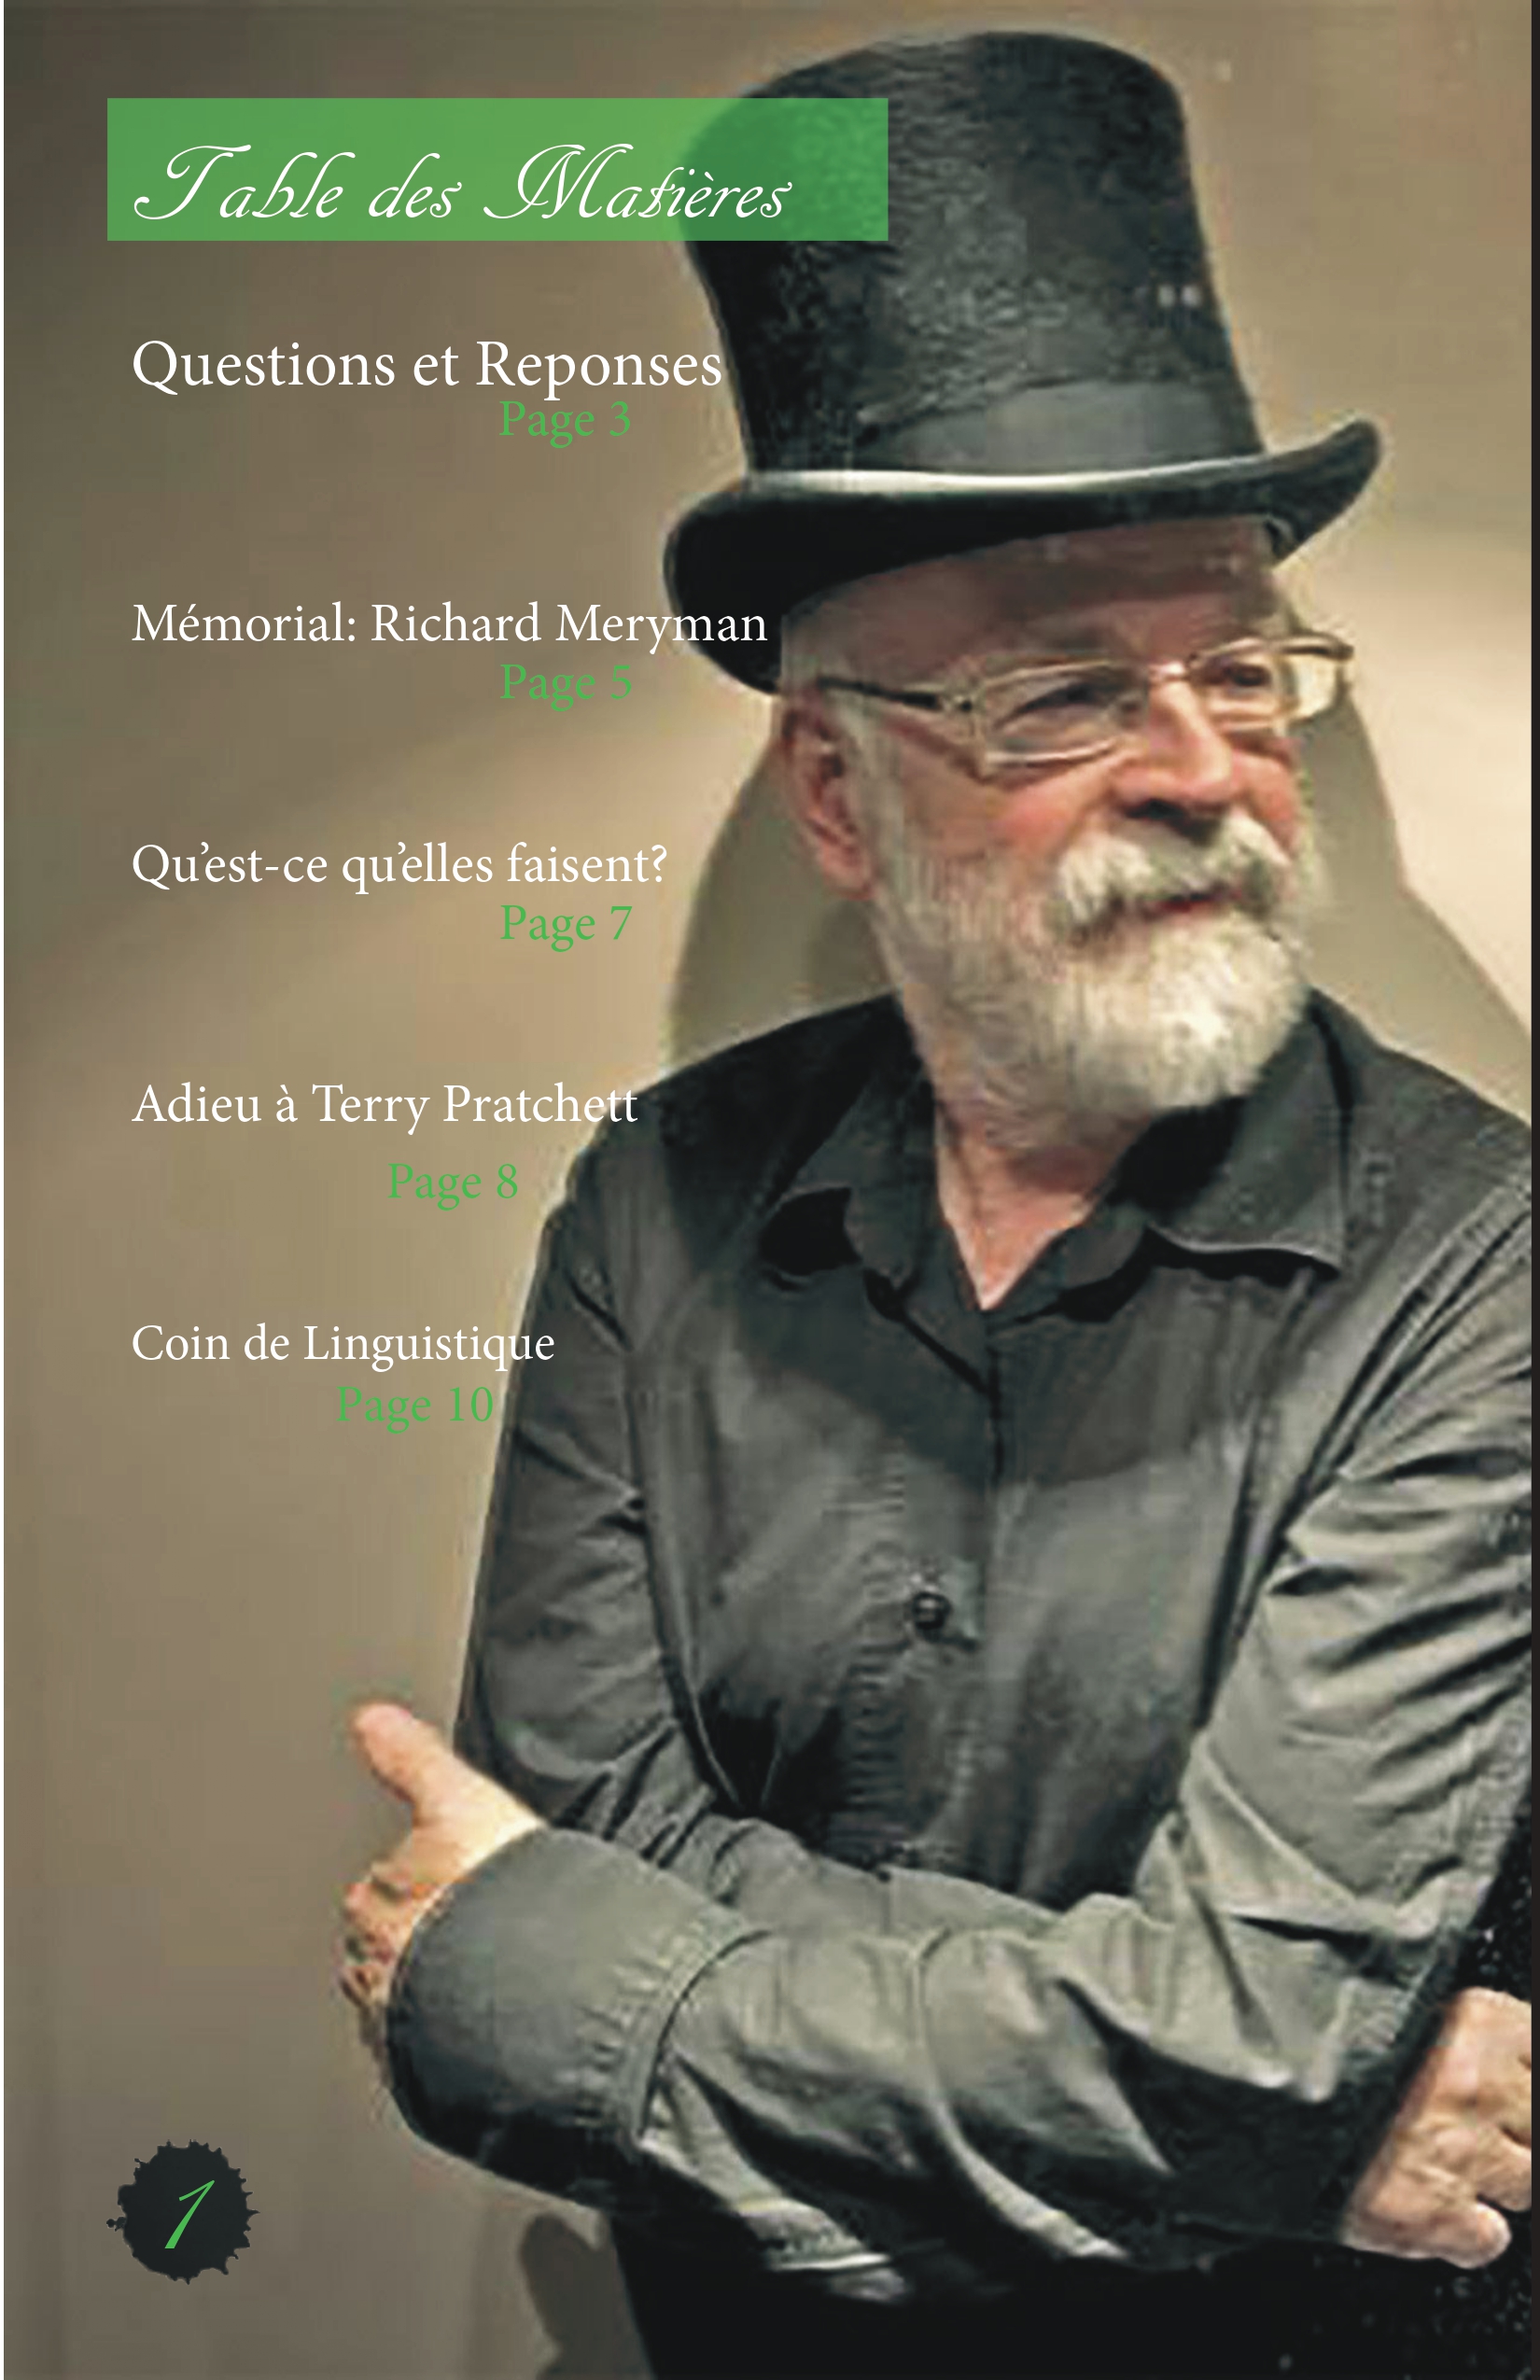 Table des Matières
Questions et Reponses
Page 3
Mémorial: Richard Meryman
Page 5
Qu’est-ce qu’elles faisent?
Page 7
Adieu à Terry Pratchett
Page 8
Coin de Linguistique
Page 10
1